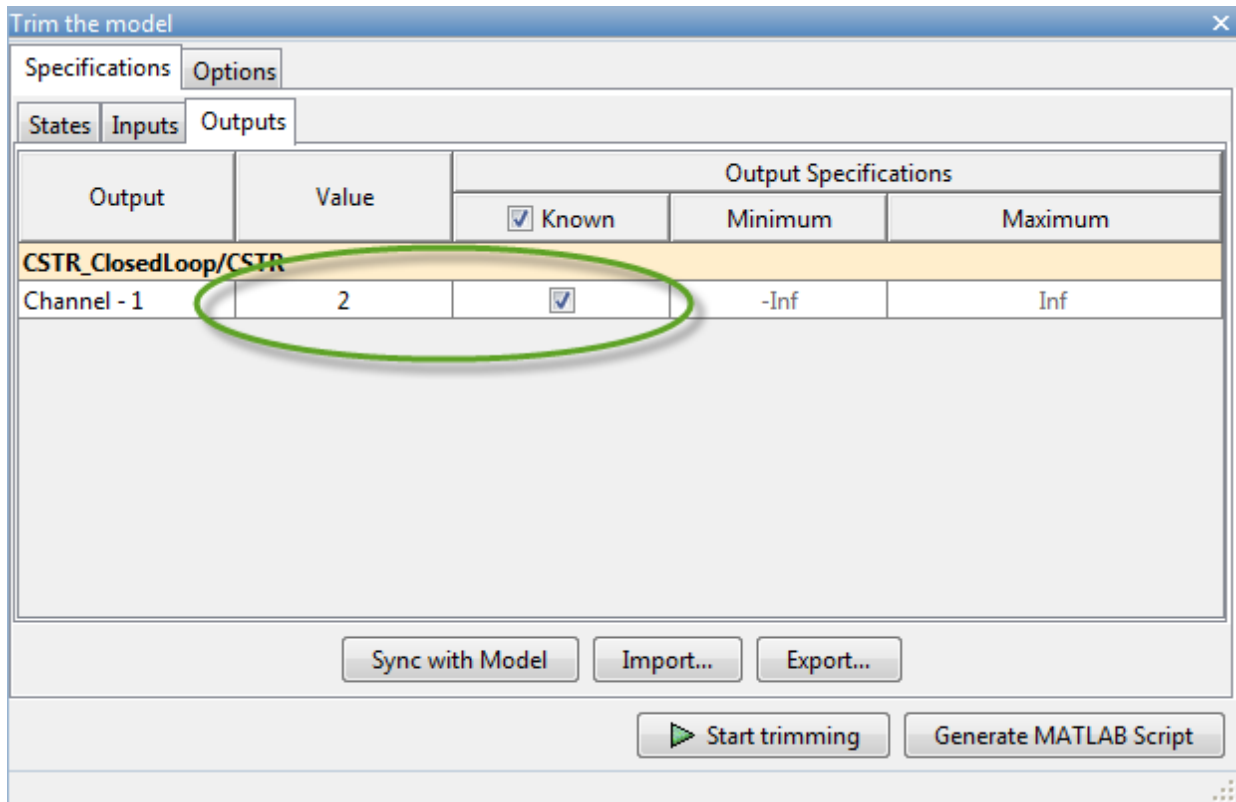 Trim the model
Specifications Options
States Inputs Outputs
Output Value Output Specifications
Known Minimum Maximum
CSTR_ClosedLoop/CSTR
Channel - 1 2 -Inf Inf
Sync with Model Import... Export...
Start trimming Generate MATLAB Script